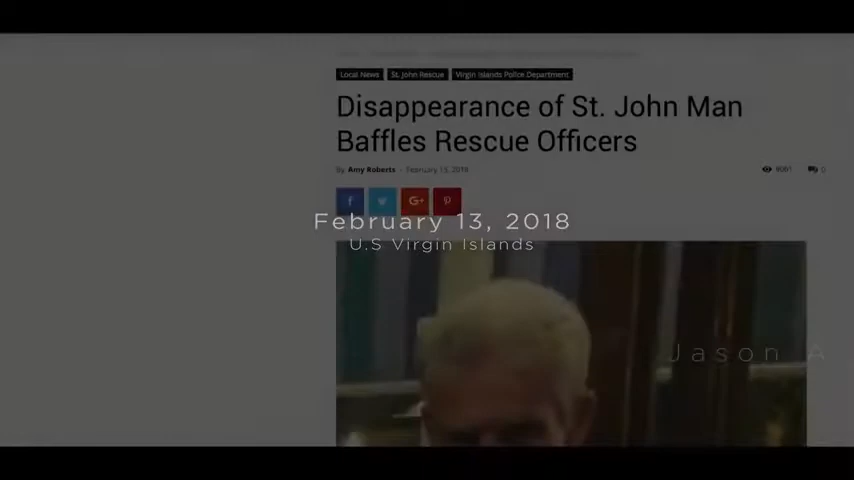 Local News St. John Rescue Virgin Islands Police Department
Disappearance of St. John Man
Baffles Rescue Officers
By Amy Roberts - February 13, 2018
0
f G+
February 13, 2018
U.S Virgin Islands
Jason A